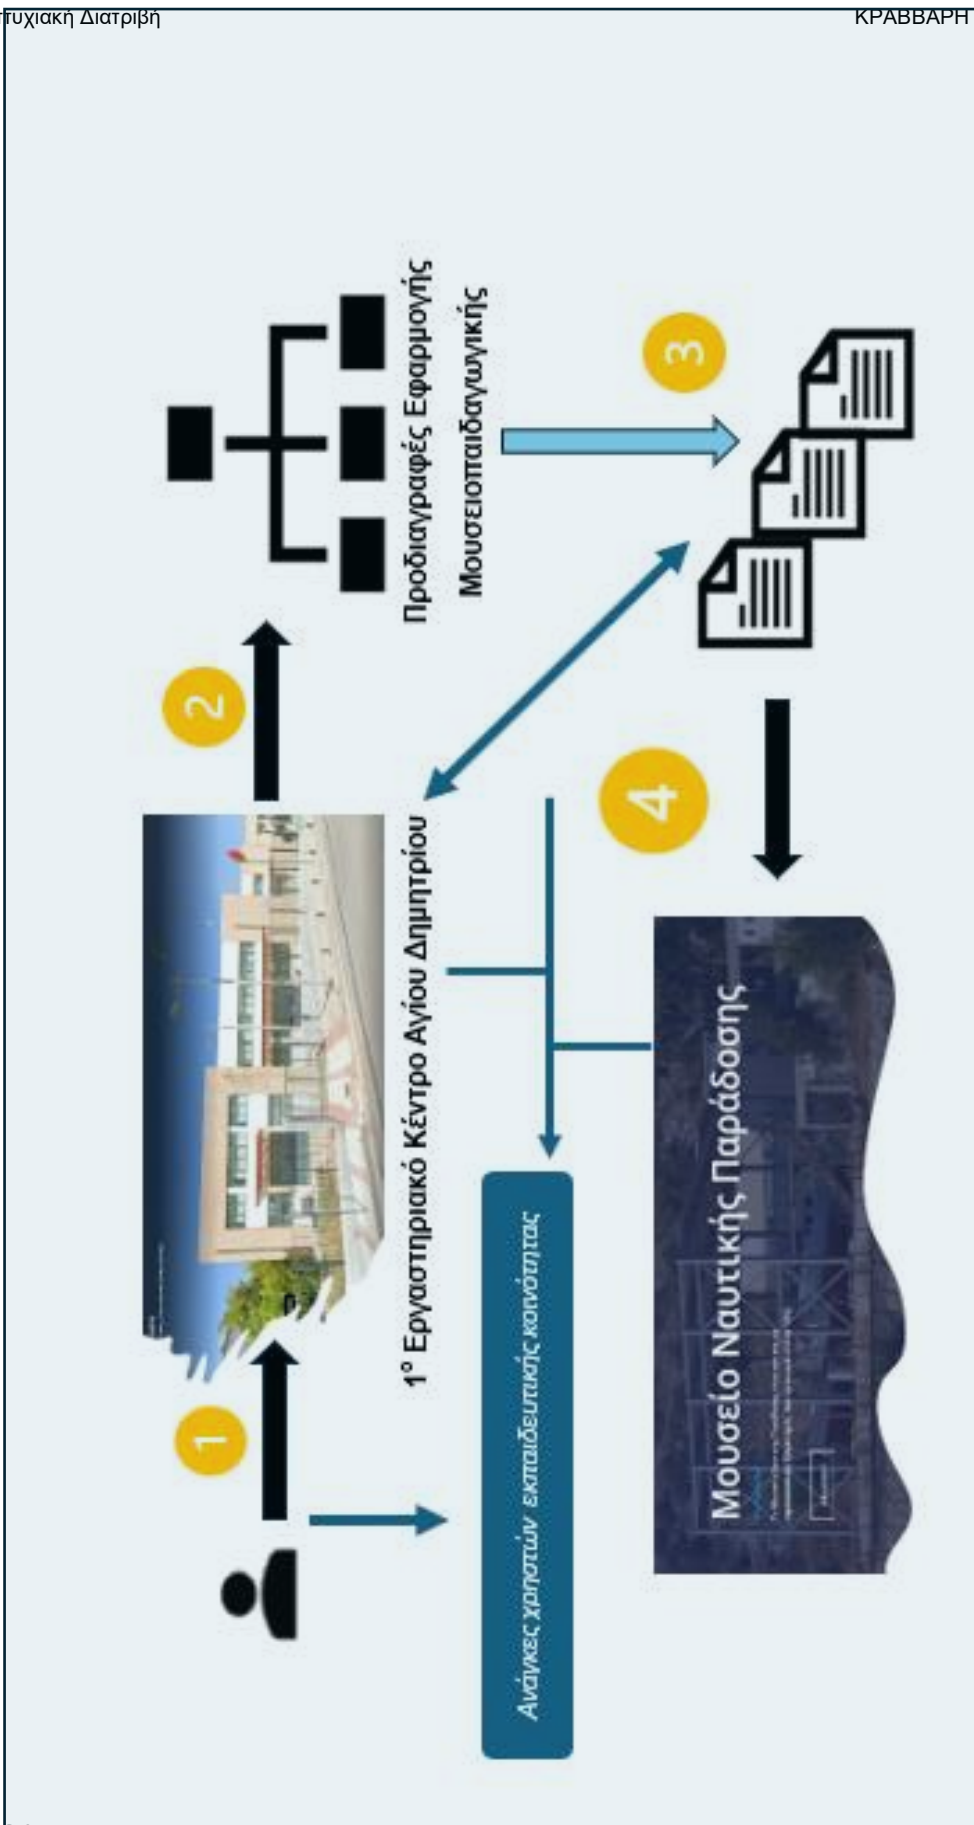 τυχιακή Διατριβή
ΚΡΑΒΒΑΡΗ
1
2
3
4
1ο Εργαστηριακό Κέντρο Αγίου Δημητρίου
Προδιαγραφές Εφαρμογής
Μουσειοπαιδαγωγικής
Ανάγκες χρηστών εκπαιδευτικής κοινότητας
Μουσείο Ναυτικής Παράδοσης